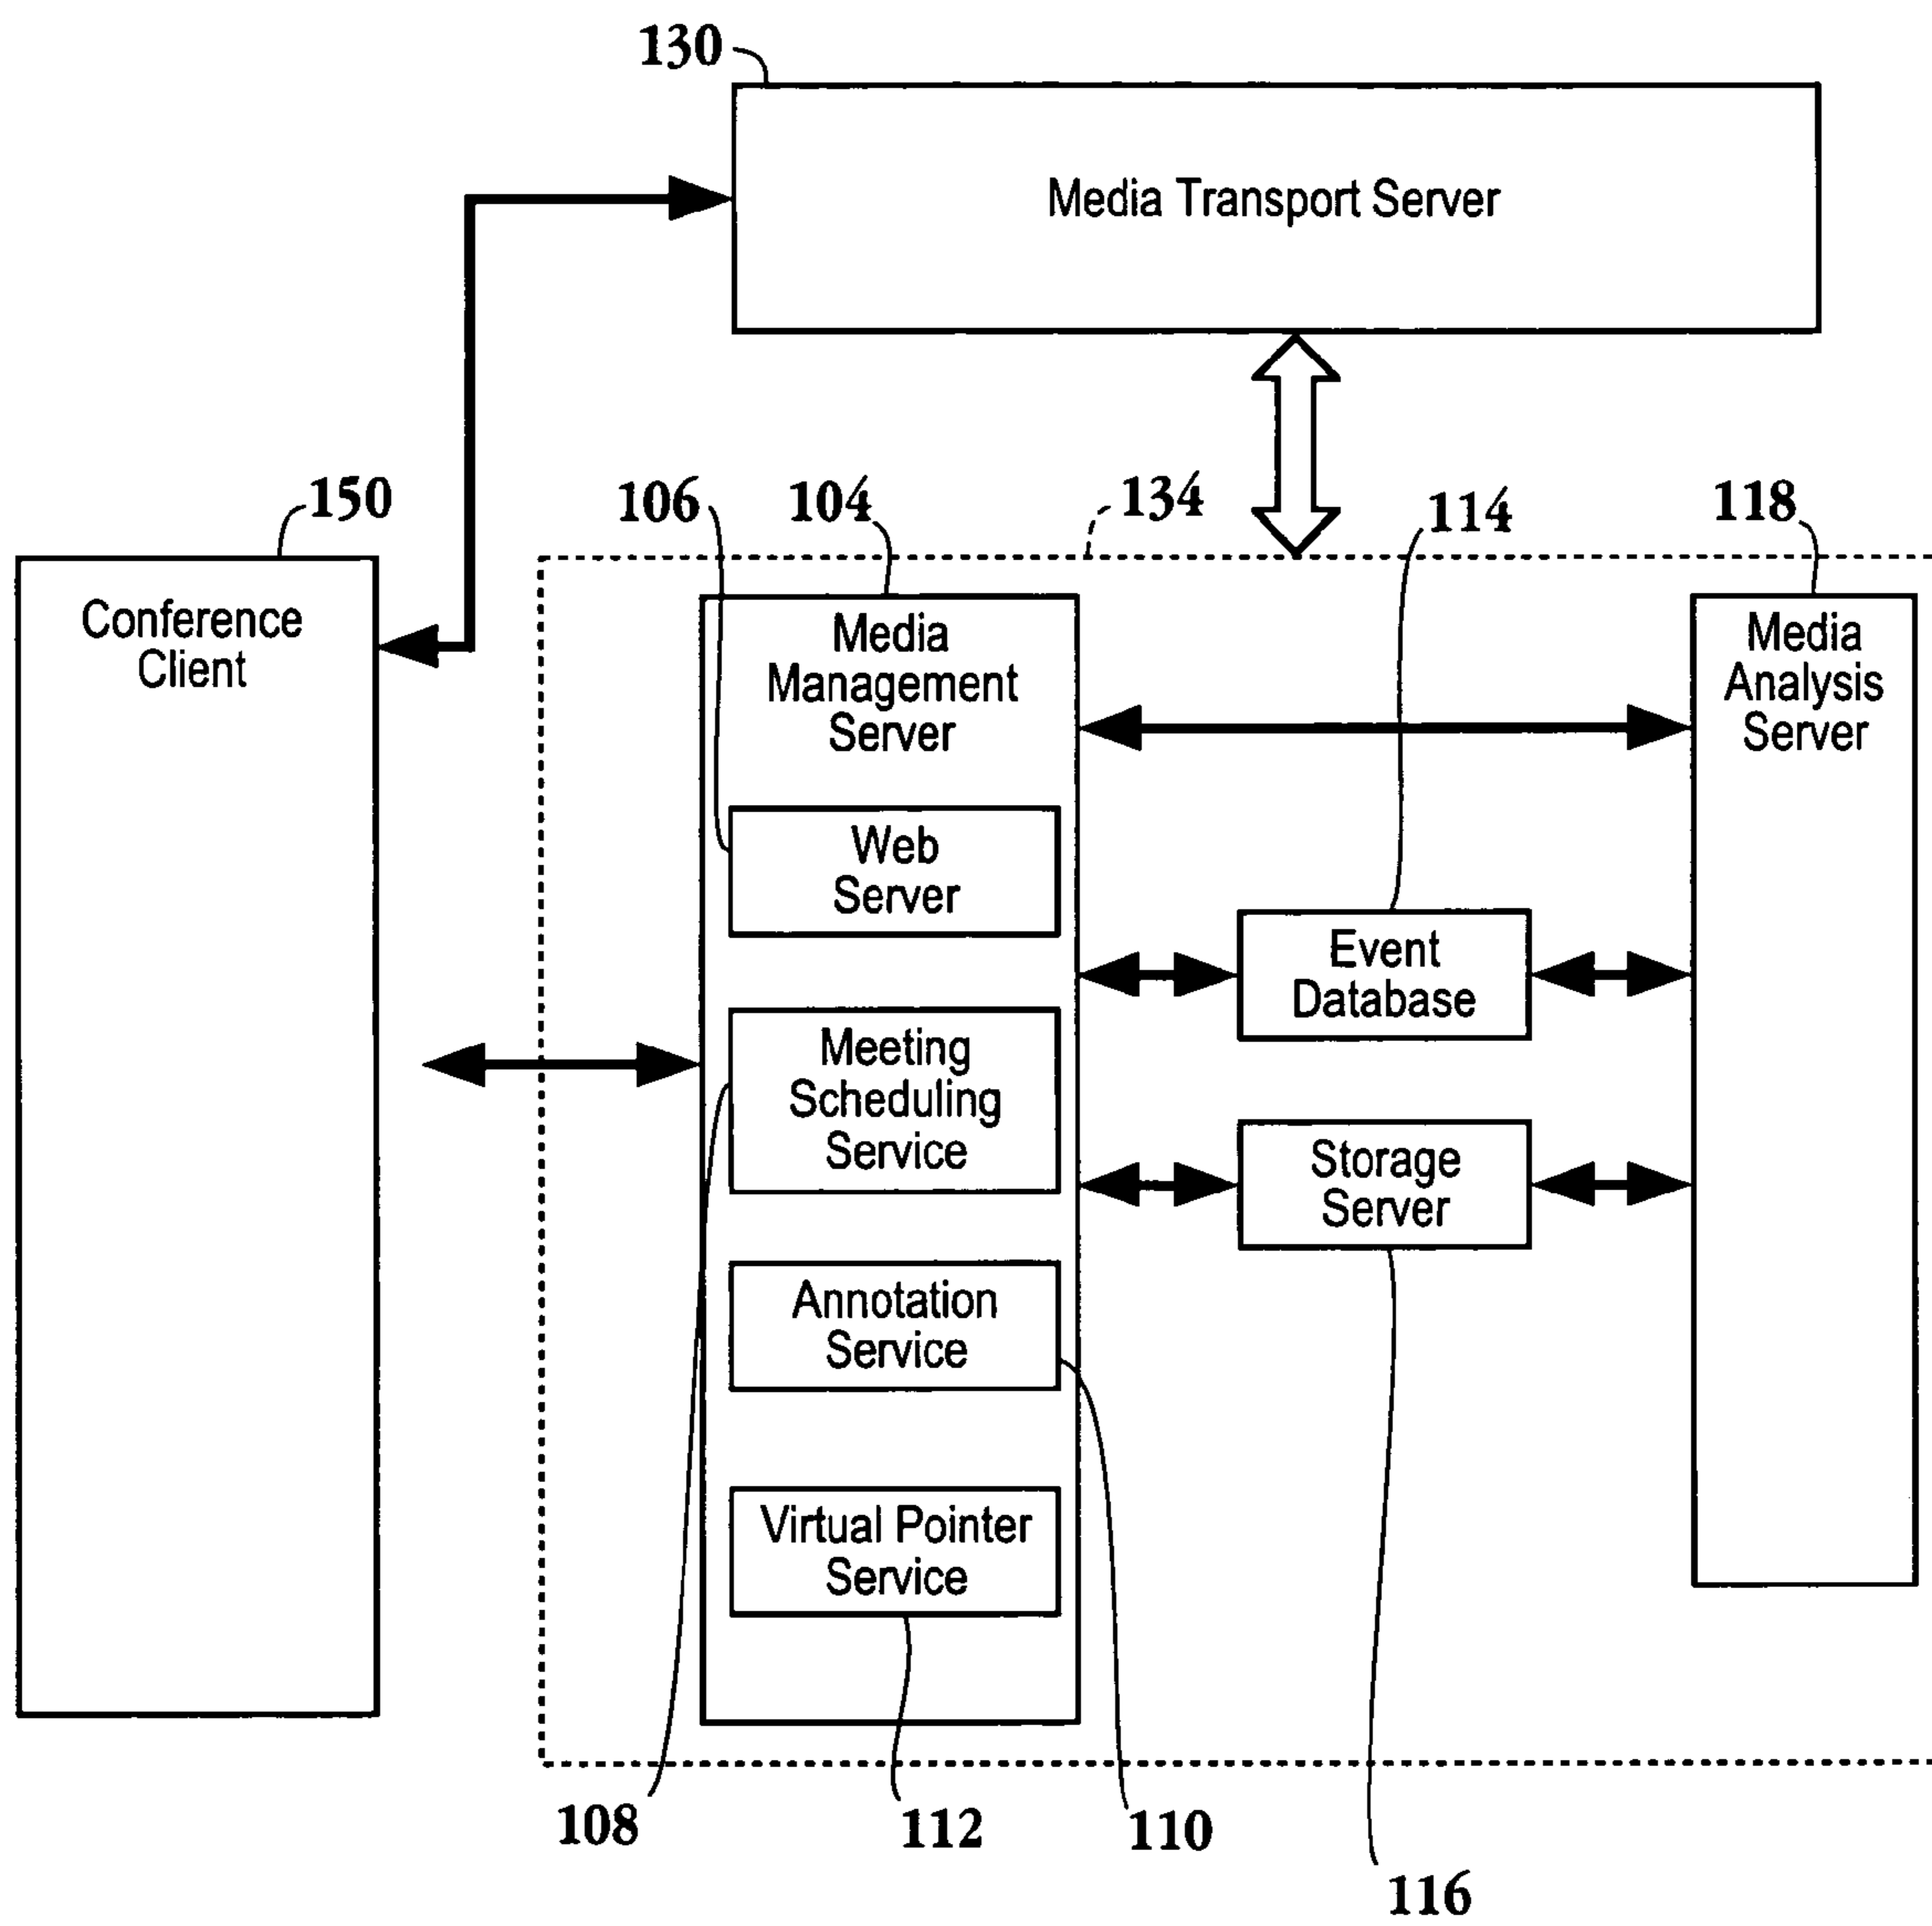 130
Media Transport Server
150
106
104
134
114
118
Conference
Client
Media
Management
Server
Media
Analysis
Server
Web
Server
Event
Database
Meeting
Scheduling
Service
Storage
Server
Annotation
Service
Virtual Pointer
Service
108
112
110
116